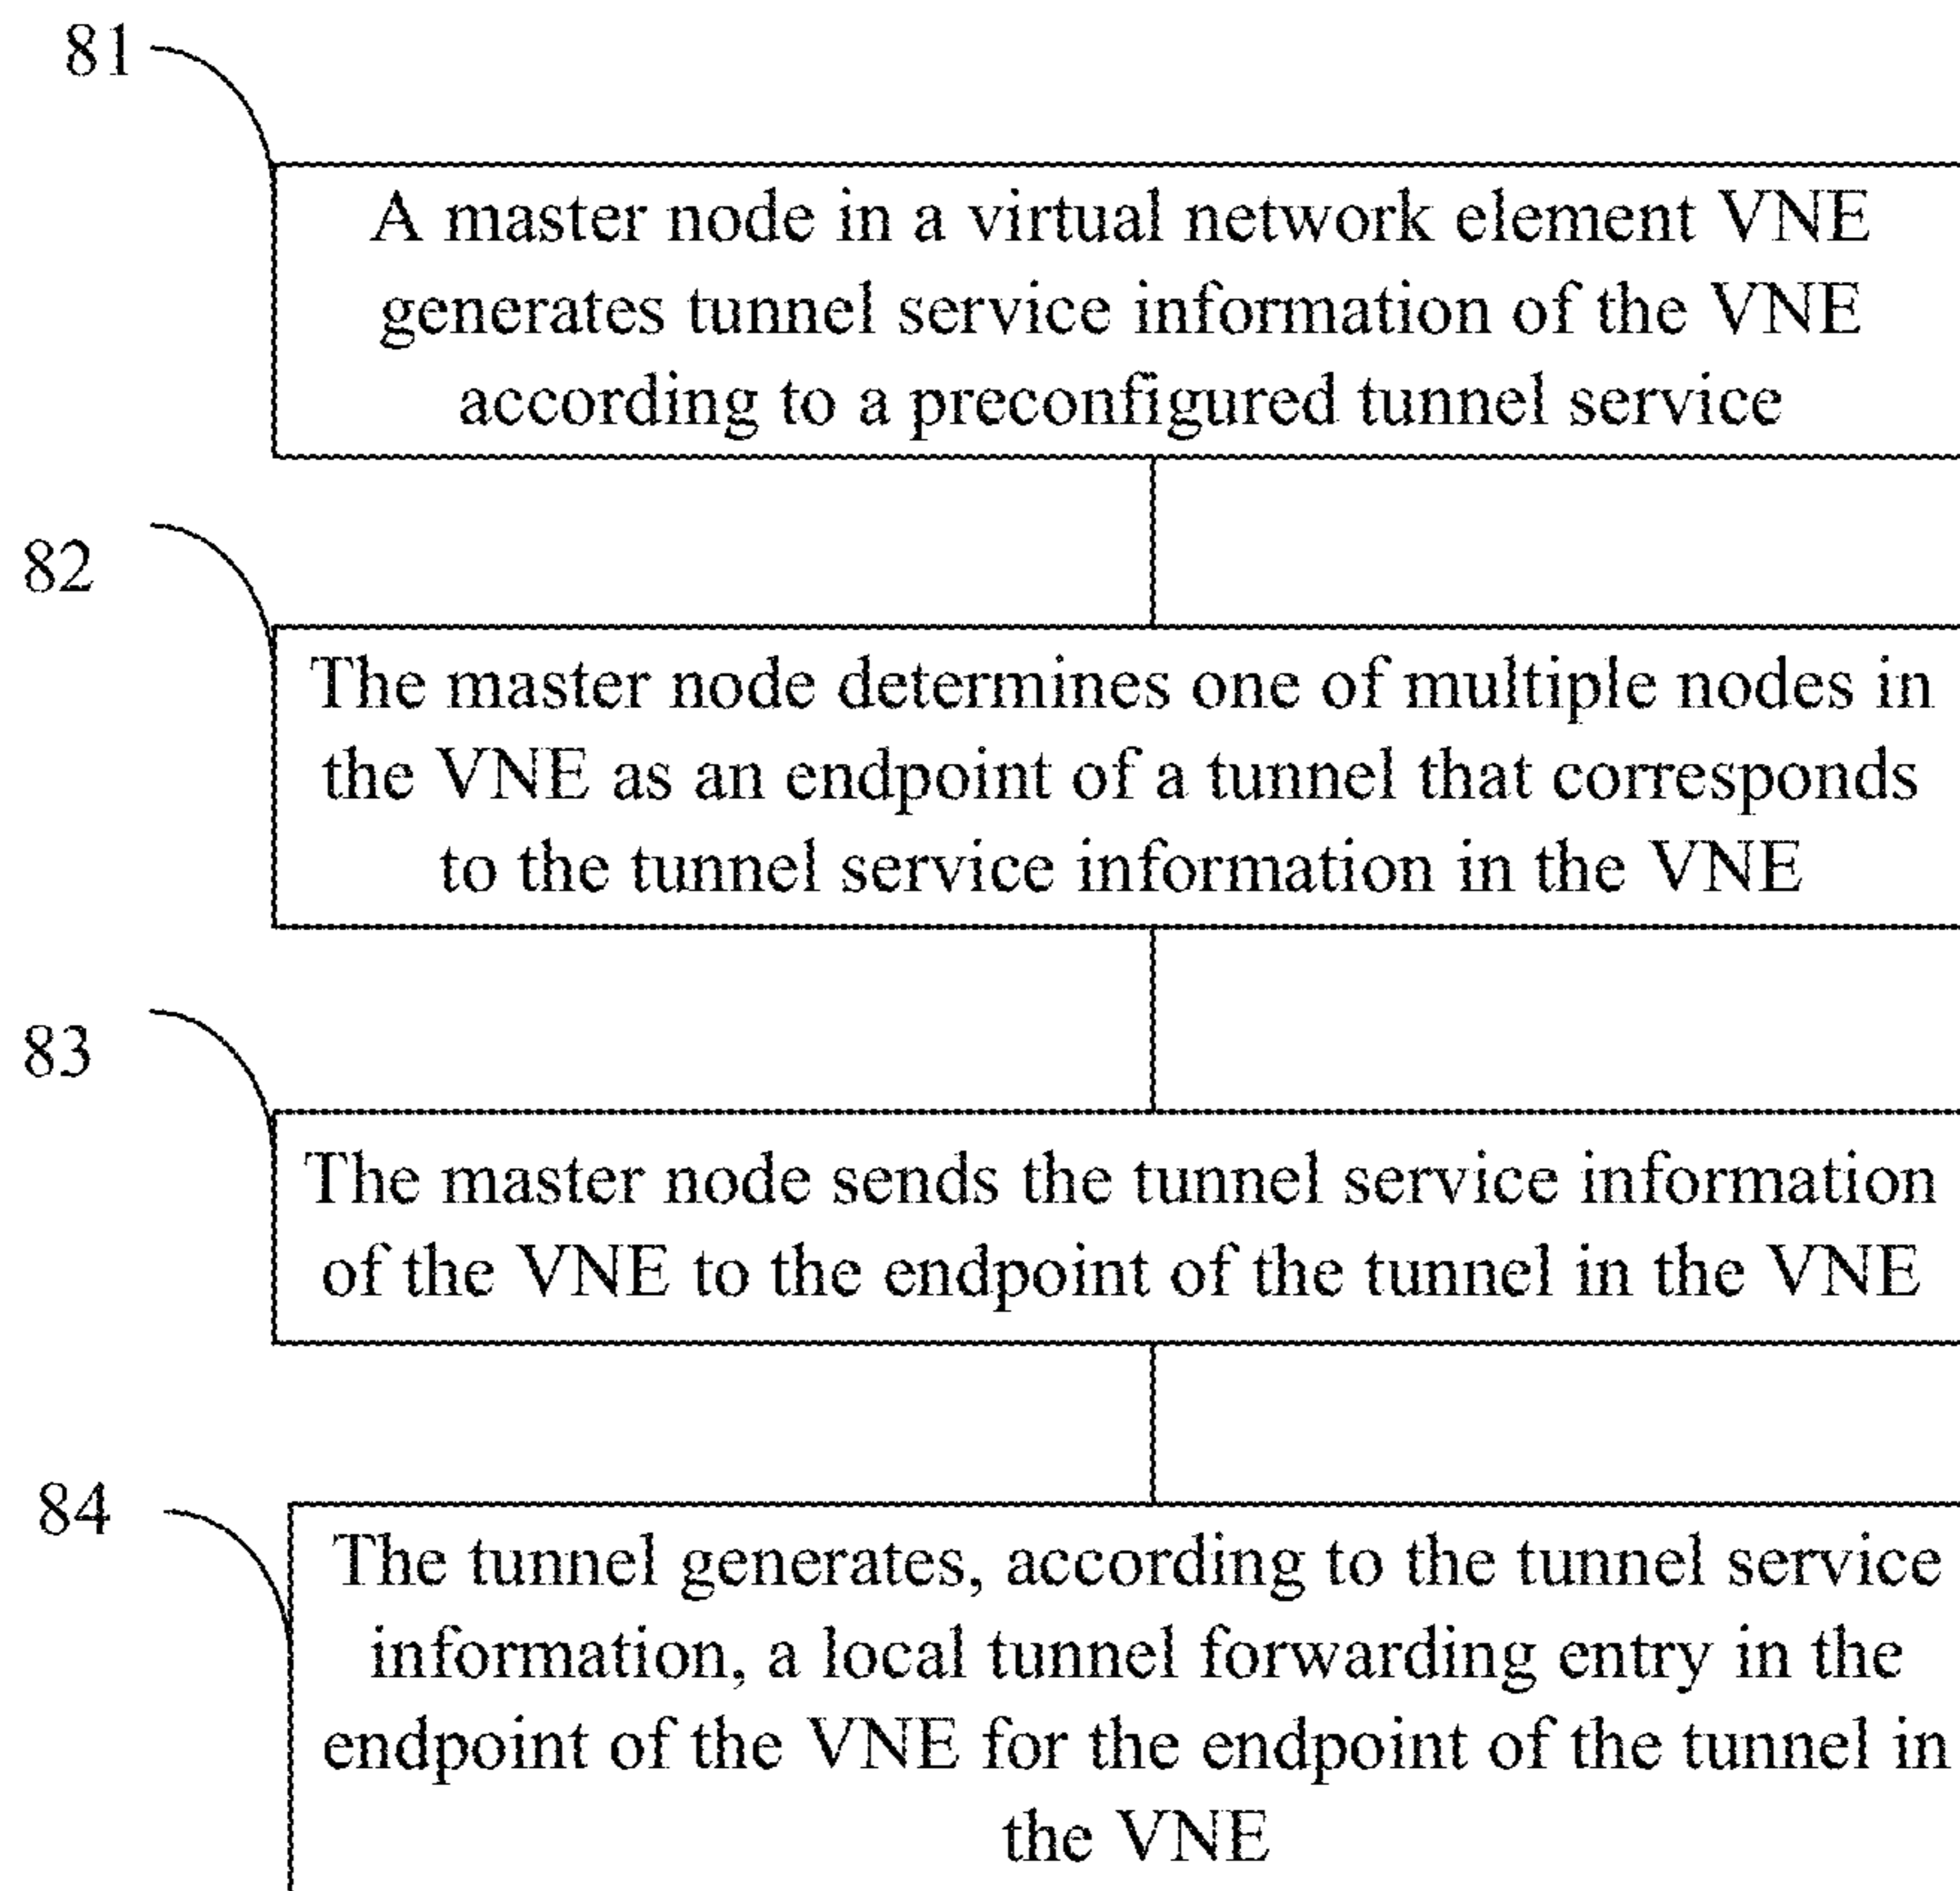 81
A master node in a virtual network element VNE
generates tunnel service information of the VNE
according to a preconfigured tunnel service
82
The master node determines one of multiple nodes in
the VNE as an endpoint of a tunnel that corresponds
to the tunnel service information in the VNE
83
The master node sends the tunnel service information
of the VNE to the endpoint of the tunnel in the VNE
84
The tunnel generates, according to the tunnel service
information, a local tunnel forwarding entry in the
endpoint of the VNE for the endpoint of the tunnel in
the VNE